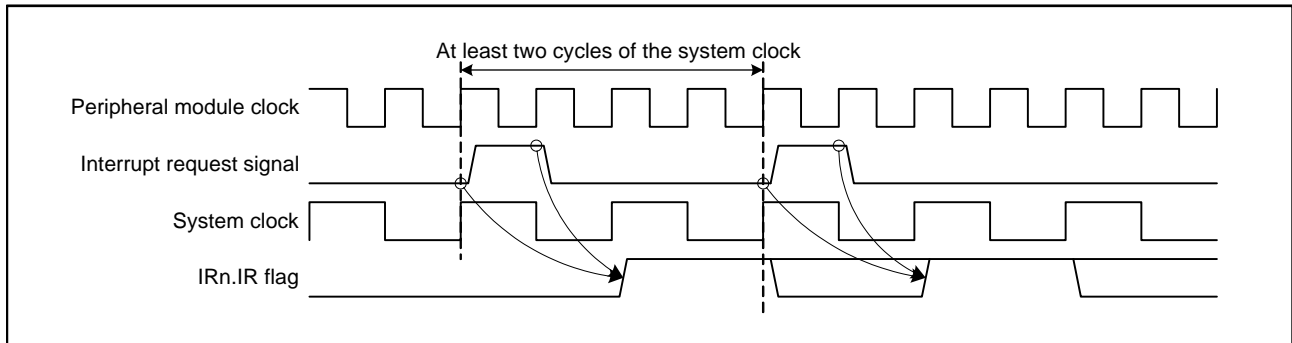 At least two cycles of the system clock
Peripheral module clock
Interrupt request signal
System clock
IRn.IR flag